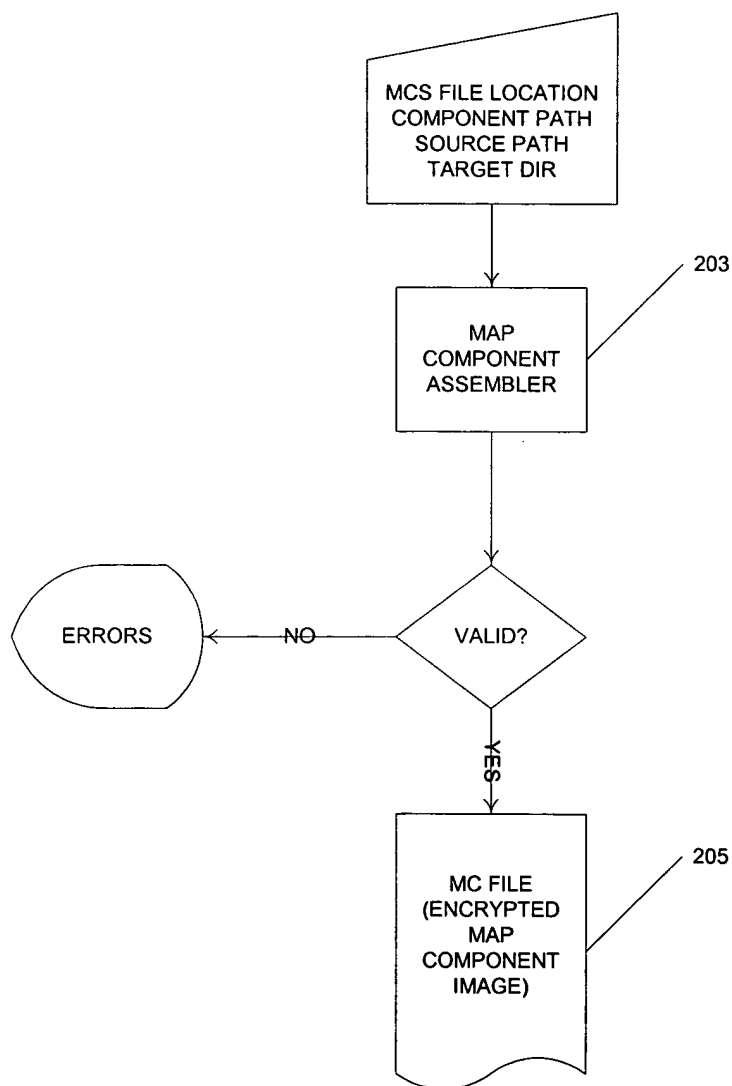 MCS FILE LOCATION
COMPONENT PATH
SOURCE PATH
TARGET DIR
203
MAP
COMPONENT
ASSEMBLER
ERRORS
NO
VALID?
YES
205
MC FILE
(ENCRYPTED
MAP
COMPONENT
IMAGE)